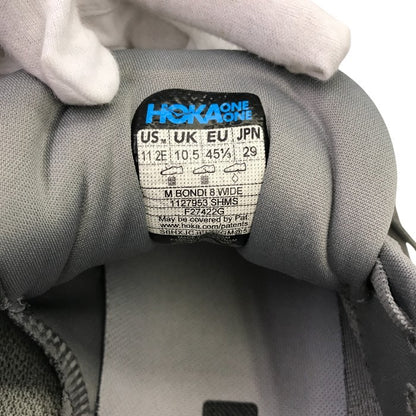 HOKA ONE ONE
US M UK EU JPN
11 2E 10.5 45⅓ 29
M BONDI 8 WIDE
1127953 SHMS
F27422G
May be covered by Pat.
www.hoka.com/patents